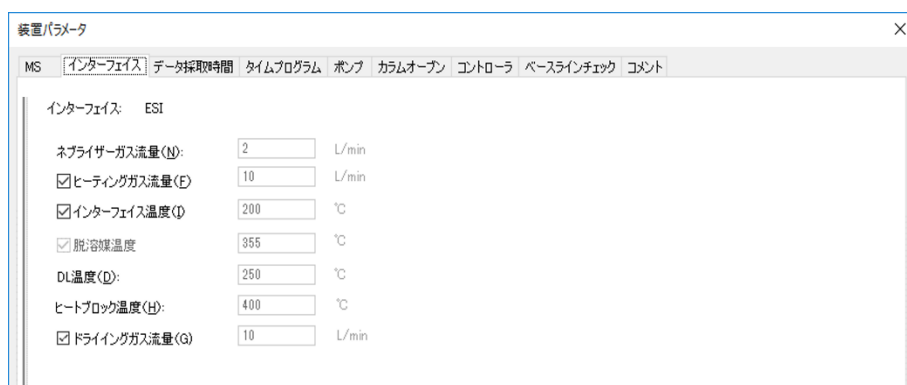 装置パラメータ
MS インターフェイス データ採取時間 タイムプログラム ポンプ カラムオーブン コントローラ ベースラインチェック コメント
インターフェイス: ESI
ネブライザーガス流量(N): 2 L/min
ヒーティングガス流量(F) 10 L/min
インターフェイス温度(I) 200 ℃
脱溶媒温度 355 ℃
DL温度(D): 250 ℃
ヒートブロック温度(H): 400 ℃
ドライイングガス流量(G) 10 L/min